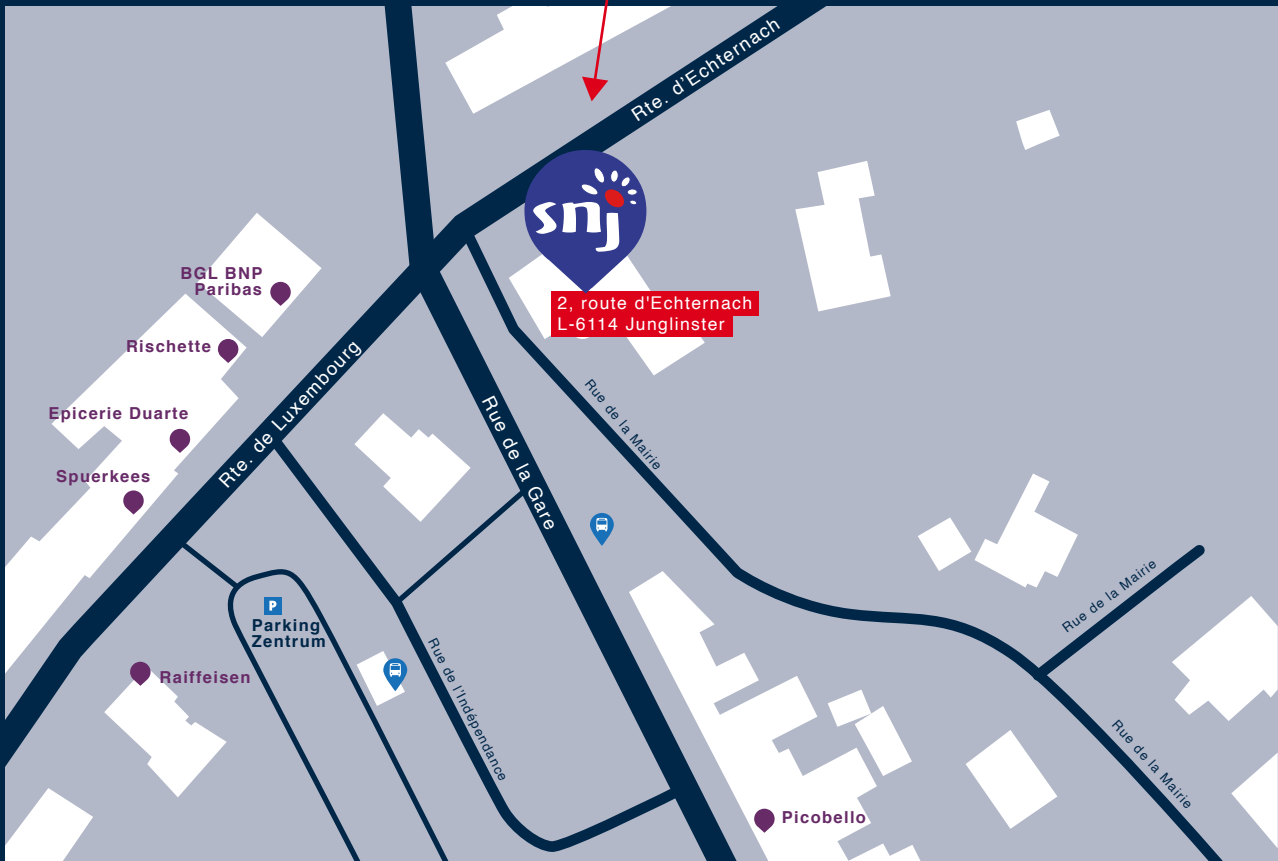 Rte. d'Echternach
snj
2, route d'Echternach
L-6114 Junglinster
BGL BNP
Paribas
Rischette
Rte. de Luxembourg
Epicerie Duarte
Spuerkees
Rue de la Gare
Rue de la Mairie
P
Parking
Zentrum
Raiffeisen
Rue de l'Indépendance
Rue de la Mairie
Rue de la Mairie
Picobello